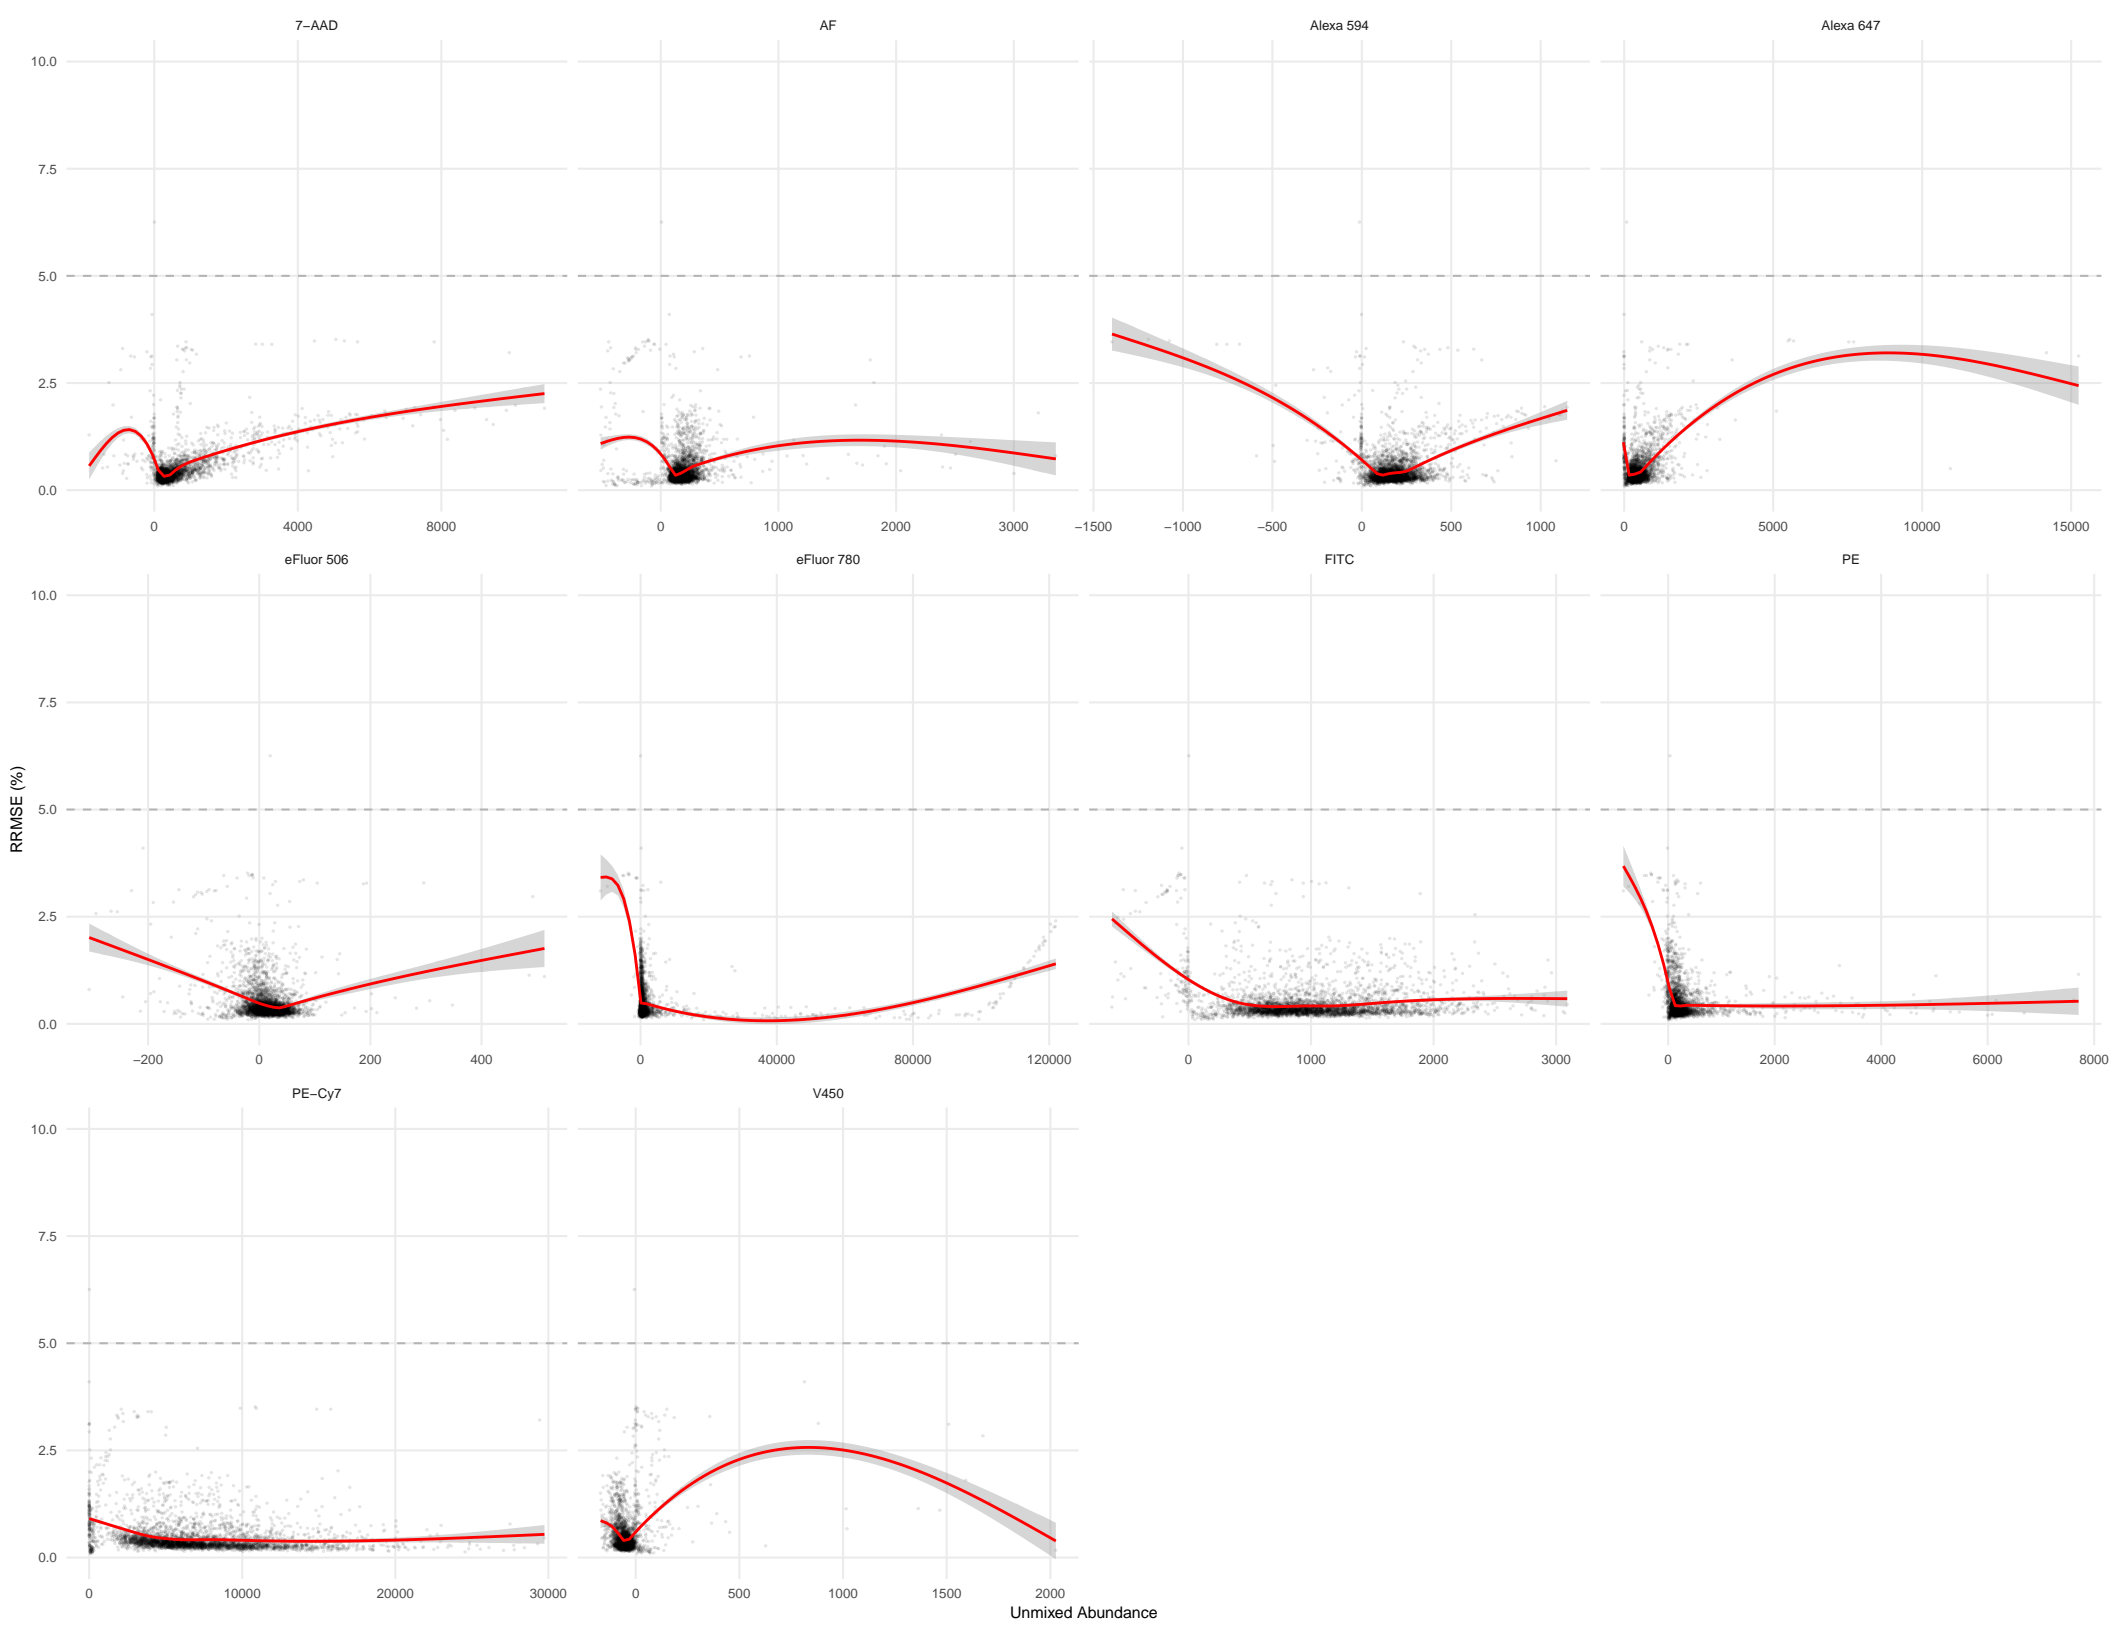 7−AAD
AF
Alexa 594
Alexa 647
10.0
7.5
5.0
2.5
0.0
0 4000 8000
0 1000 2000 3000
−1500 −1000 −500 0 500 1000
0 5000 10000 15000
eFluor 506
eFluor 780
FITC
PE
10.0
7.5
5.0
2.5
0.0
−200 0 200 400
0 40000 80000 120000
0 1000 2000 3000
0 2000 4000 6000 8000
PE−Cy7
V450
10.0
7.5
5.0
2.5
0.0
0 10000 20000 30000
0 500 1000 1500 2000
Unmixed Abundance
RRMSE (%)